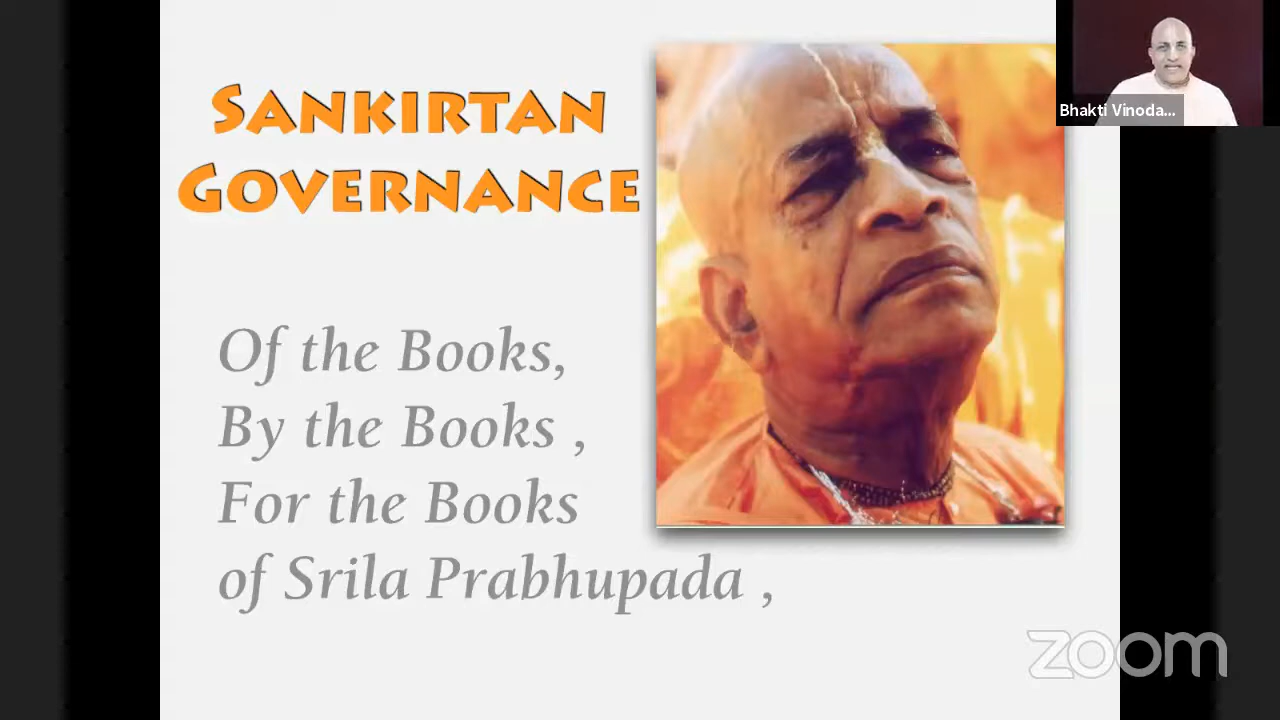 SANKIRTAN
GOVERNANCE
Of the Books,
By the Books ,
For the Books
of Srila Prabhupada ,
Bhakti Vinoda...
zoom